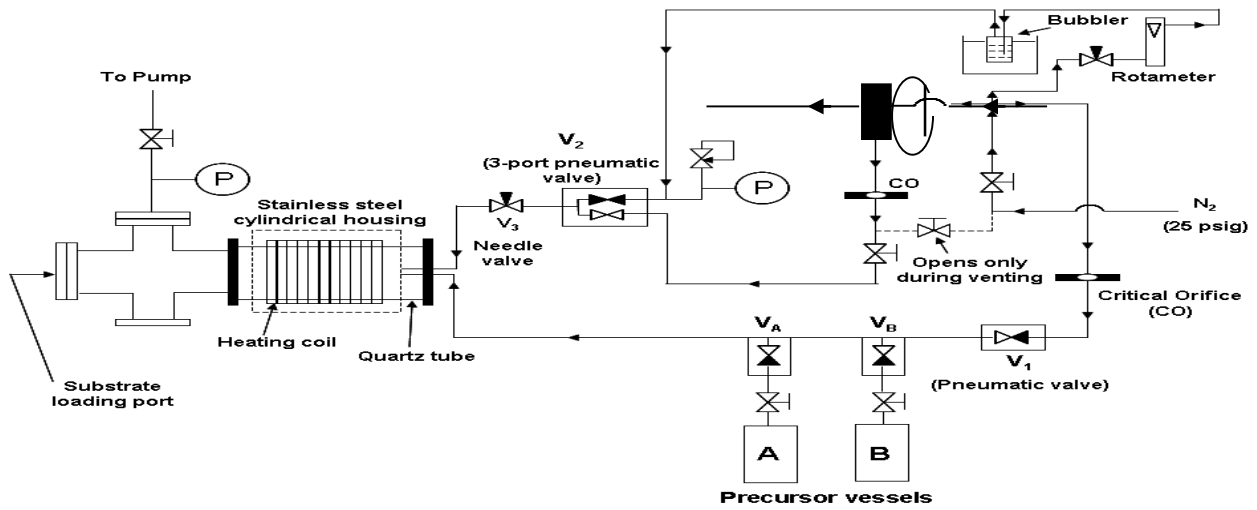 Bubbler
To Pump
Rotameter
V2
(3-port pneumatic
valve)
P
P
CO
Stainless steel
cylindrical housing
V3
Needle
valve
N2
(25 psig)
Opens only
during venting
Critical Orifice
(CO)
Heating coil
Quartz tube
VA
VB
V1
(Pneumatic valve)
Substrate
loading port
A
B
Precursor vessels